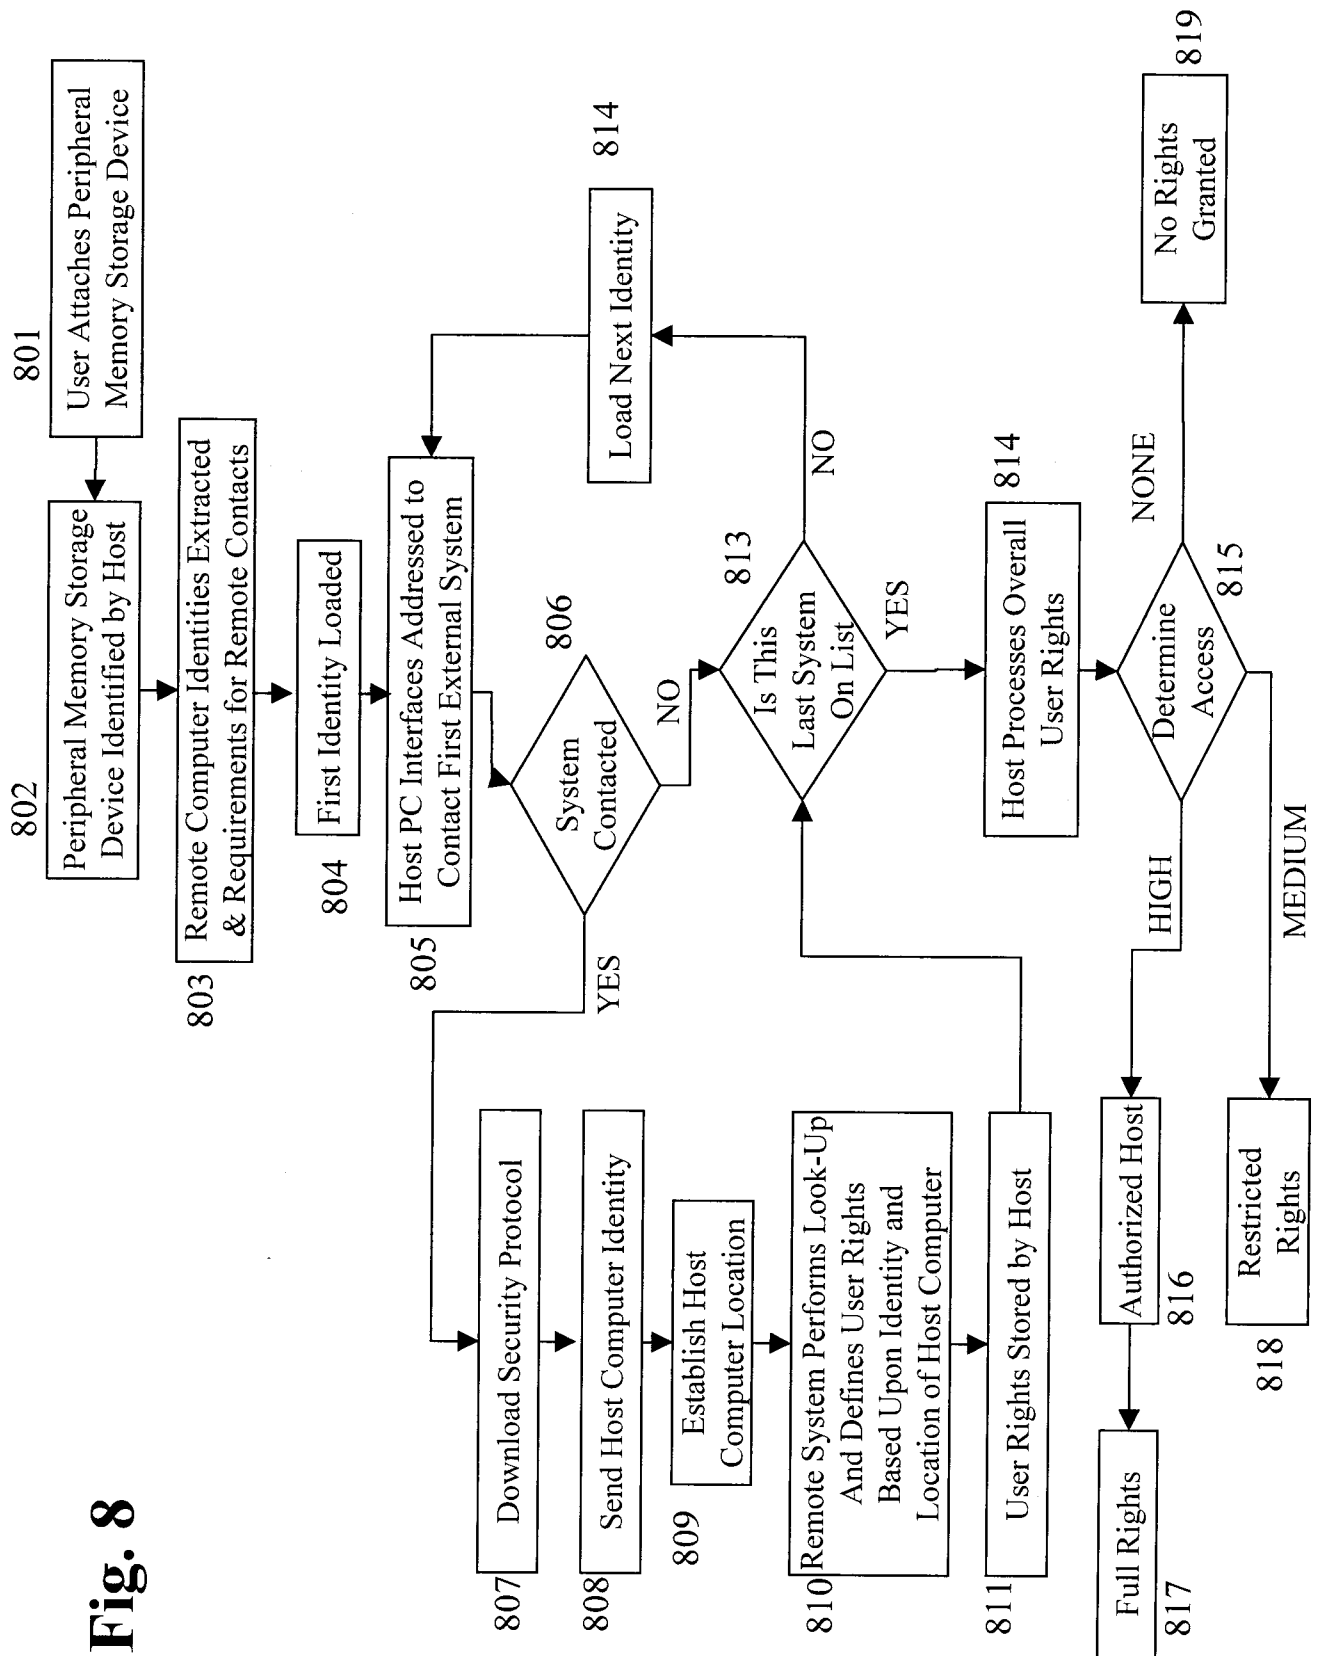 Fig. 8
801
User Attaches Peripheral
Memory Storage Device
802
Peripheral Memory Storage
Device Identified by Host
803
Remote Computer Identities Extracted
& Requirements for Remote Contacts
804
First Identity Loaded
805
Host PC Interfaces Addressed to
Contact First External System
806
System
Contacted
YES
NO
807
Download Security Protocol
808
Send Host Computer Identity
809
Establish Host
Computer Location
810
Remote System Performs Look-Up
And Defines User Rights
Based Upon Identity and
Location of Host Computer
811
User Rights Stored by Host
813
Is This
Last System
On List
NO
YES
814
Load Next Identity
814
Host Processes Overall
User Rights
815
Determine
Access
HIGH
MEDIUM
NONE
816
Authorized Host
817
Full Rights
818
Restricted
Rights
819
No Rights
Granted